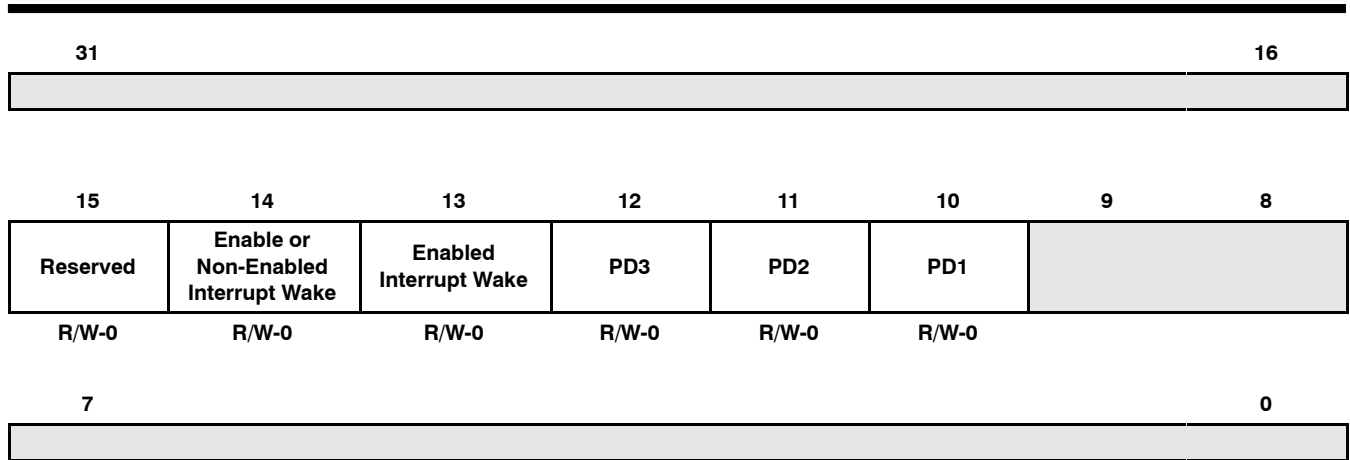 31 16
15 14 13 12 11 10 9 8
Reserved Enable or Non-Enabled Interrupt Wake Enabled Interrupt Wake PD3 PD2 PD1
R/W-0 R/W-0 R/W-0 R/W-0 R/W-0 R/W-0
7 0